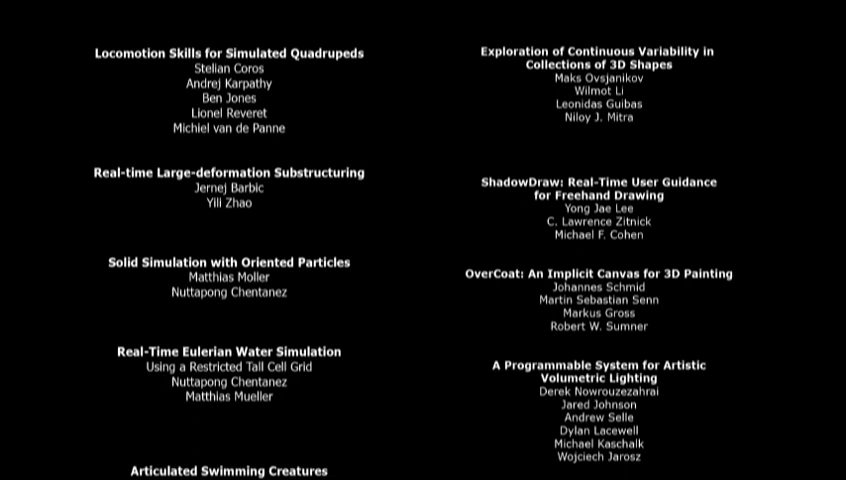 Locomotion Skills for Simulated Quadrupeds
Stelian Coros
Andrej Karpathy
Ben Jones
Lionel Reveret
Michiel van de Panne
Real-time Large-deformation Substructuring
Jernej Barbic
Yili Zhao
Solid Simulation with Oriented Particles
Matthias Moller
Nuttapong Chentanez
Real-Time Eulerian Water Simulation
Using a Restricted Tall Cell Grid
Nuttapong Chentanez
Matthias Mueller
Articulated Swimming Creatures
Exploration of Continuous Variability in
Collections of 3D Shapes
Maks Ovsjanikov
Wilmot Li
Leonidas Guibas
Niloy J. Mitra
ShadowDraw: Real-Time User Guidance
for Freehand Drawing
Yong Jae Lee
C. Lawrence Zitnick
Michael F. Cohen
OverCoat: An Implicit Canvas for 3D Painting
Johannes Schmid
Martin Sebastian Senn
Markus Gross
Robert W. Sumner
A Programmable System for Artistic
Volumetric Lighting
Derek Nowrouzezahrai
Jared Johnson
Andrew Selle
Dylan Lacewell
Michael Kaschalk
Wojciech Jarosz